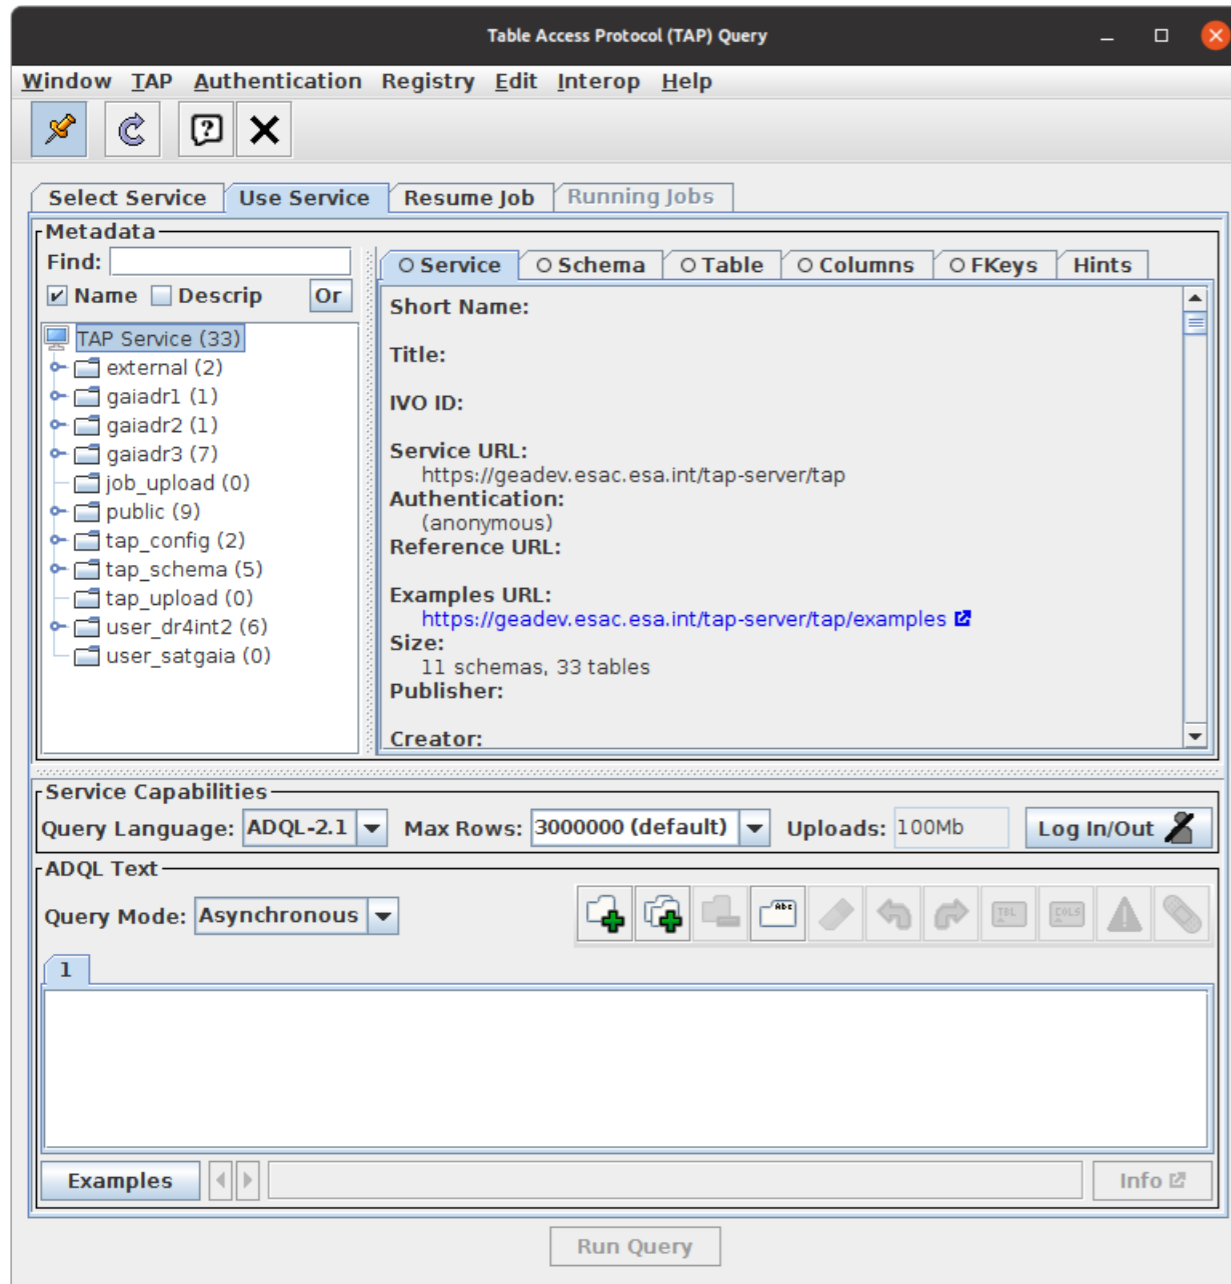 Table Access Protocol (TAP) Query
Window TAP Authentication Registry Edit Interop Help
Select Service Use Service Resume Job Running Jobs
Metadata
Find:
Name Descrip Or
TAP Service (33)
external (2)
gaiadr1 (1)
gaiadr2 (1)
gaiadr3 (7)
job_upload (0)
public (9)
tap_config (2)
tap_schema (5)
tap_upload (0)
user_dr4int2 (6)
user_satgaia (0)
Service Schema Table Columns FKeys Hints
Short Name:
Title:
IVO ID:
Service URL:
https://geadev.esac.esa.int/tap-server/tap
Authentication:
(anonymous)
Reference URL:
Examples URL:
https://geadev.esac.esa.int/tap-server/tap/examples
Size:
11 schemas, 33 tables
Publisher:
Creator:
Service Capabilities
Query Language: ADQL-2.1 Max Rows: 3000000 (default) Uploads: 100Mb Log In/Out
ADQL Text
Query Mode: Asynchronous Abc TBL COLS
1
Examples Info
Run Query